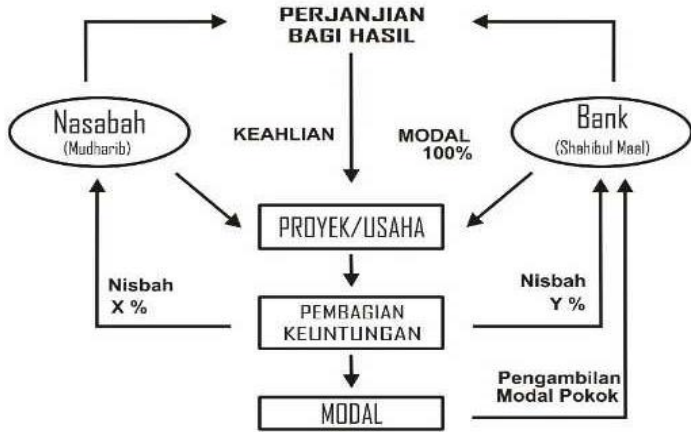 PERJANJIAN
BAGI HASIL
Nasabah
(Mudharib)
KEAHLIAN
MODAL
100%
Bank
(Shahibul Maal)
PROYEK/USAHA
Nisbah
X %
PEMBAGIAN
KEUNTUNGAN
Nisbah
Y %
MODAL
Pengambilan
Modal Pokok